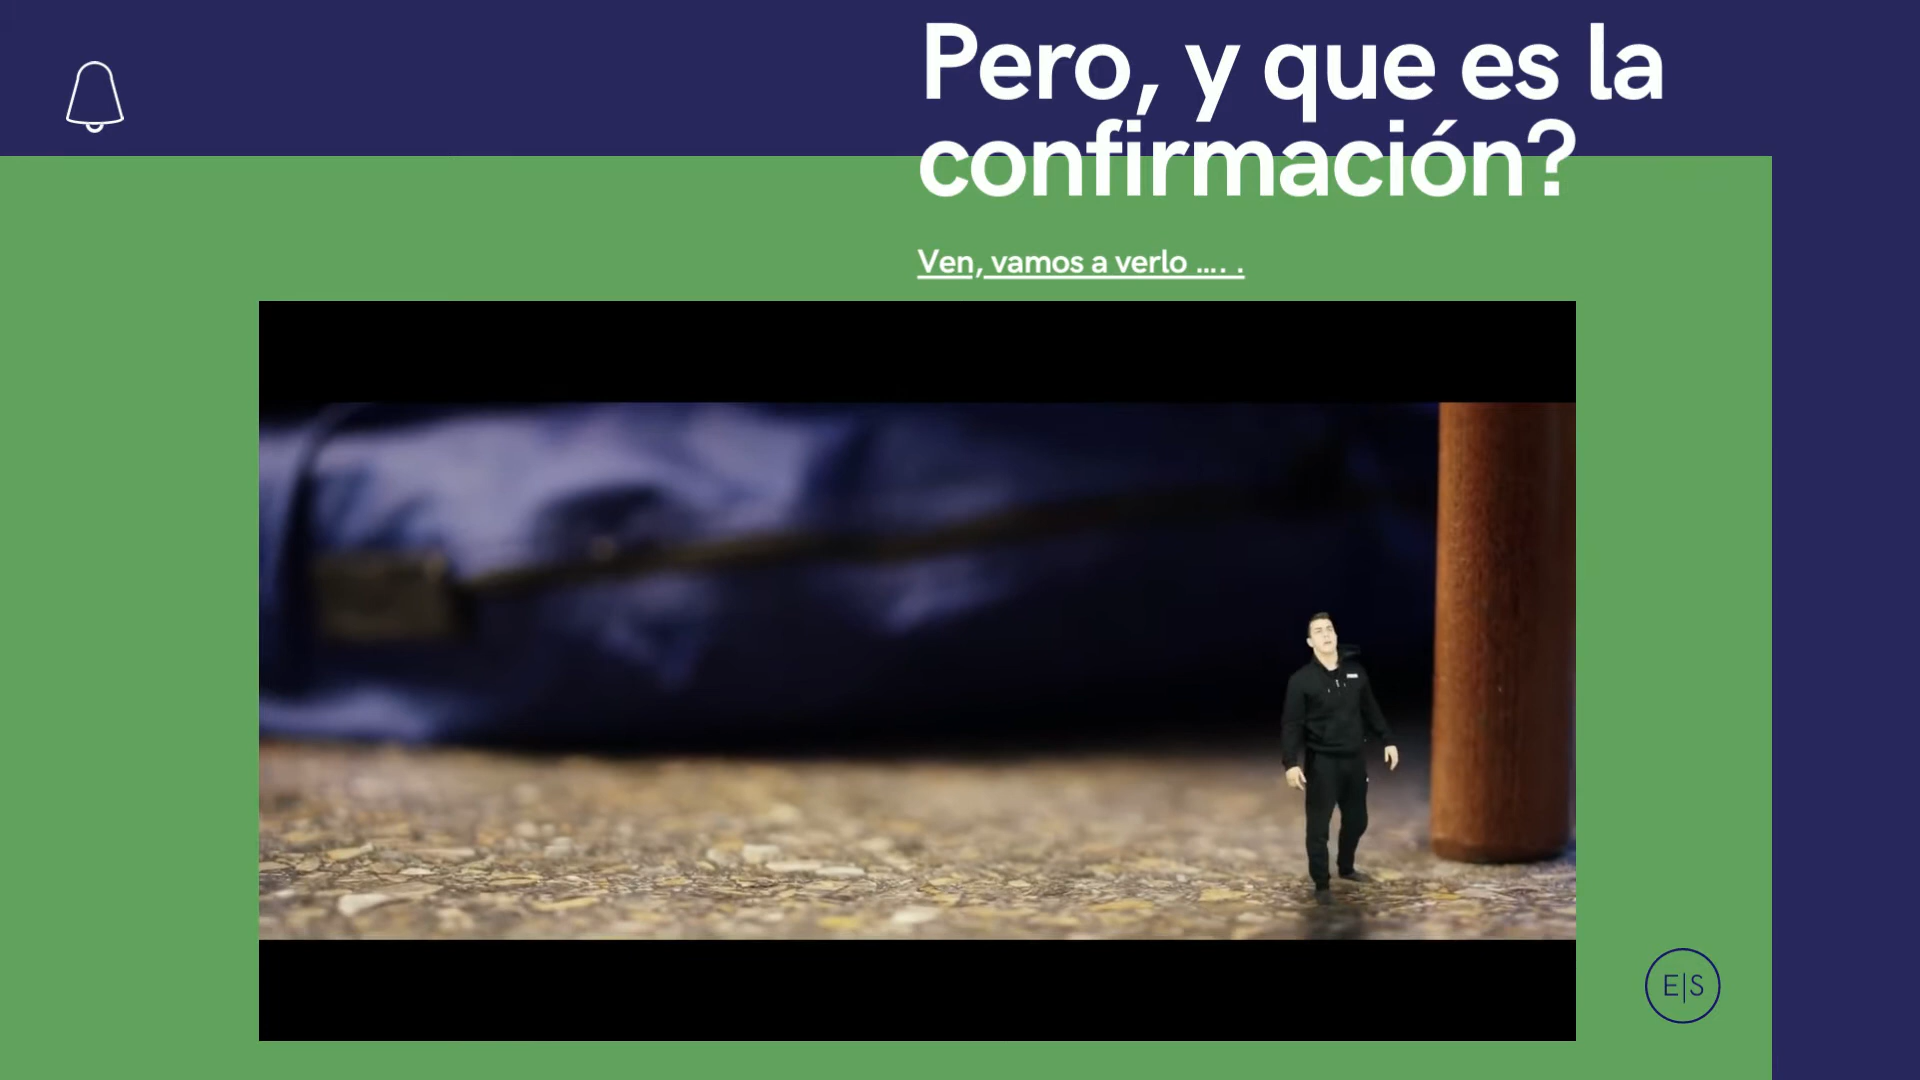 Pero, y que es la
confirmación?
Ven, vamos a verlo .... .
E|S